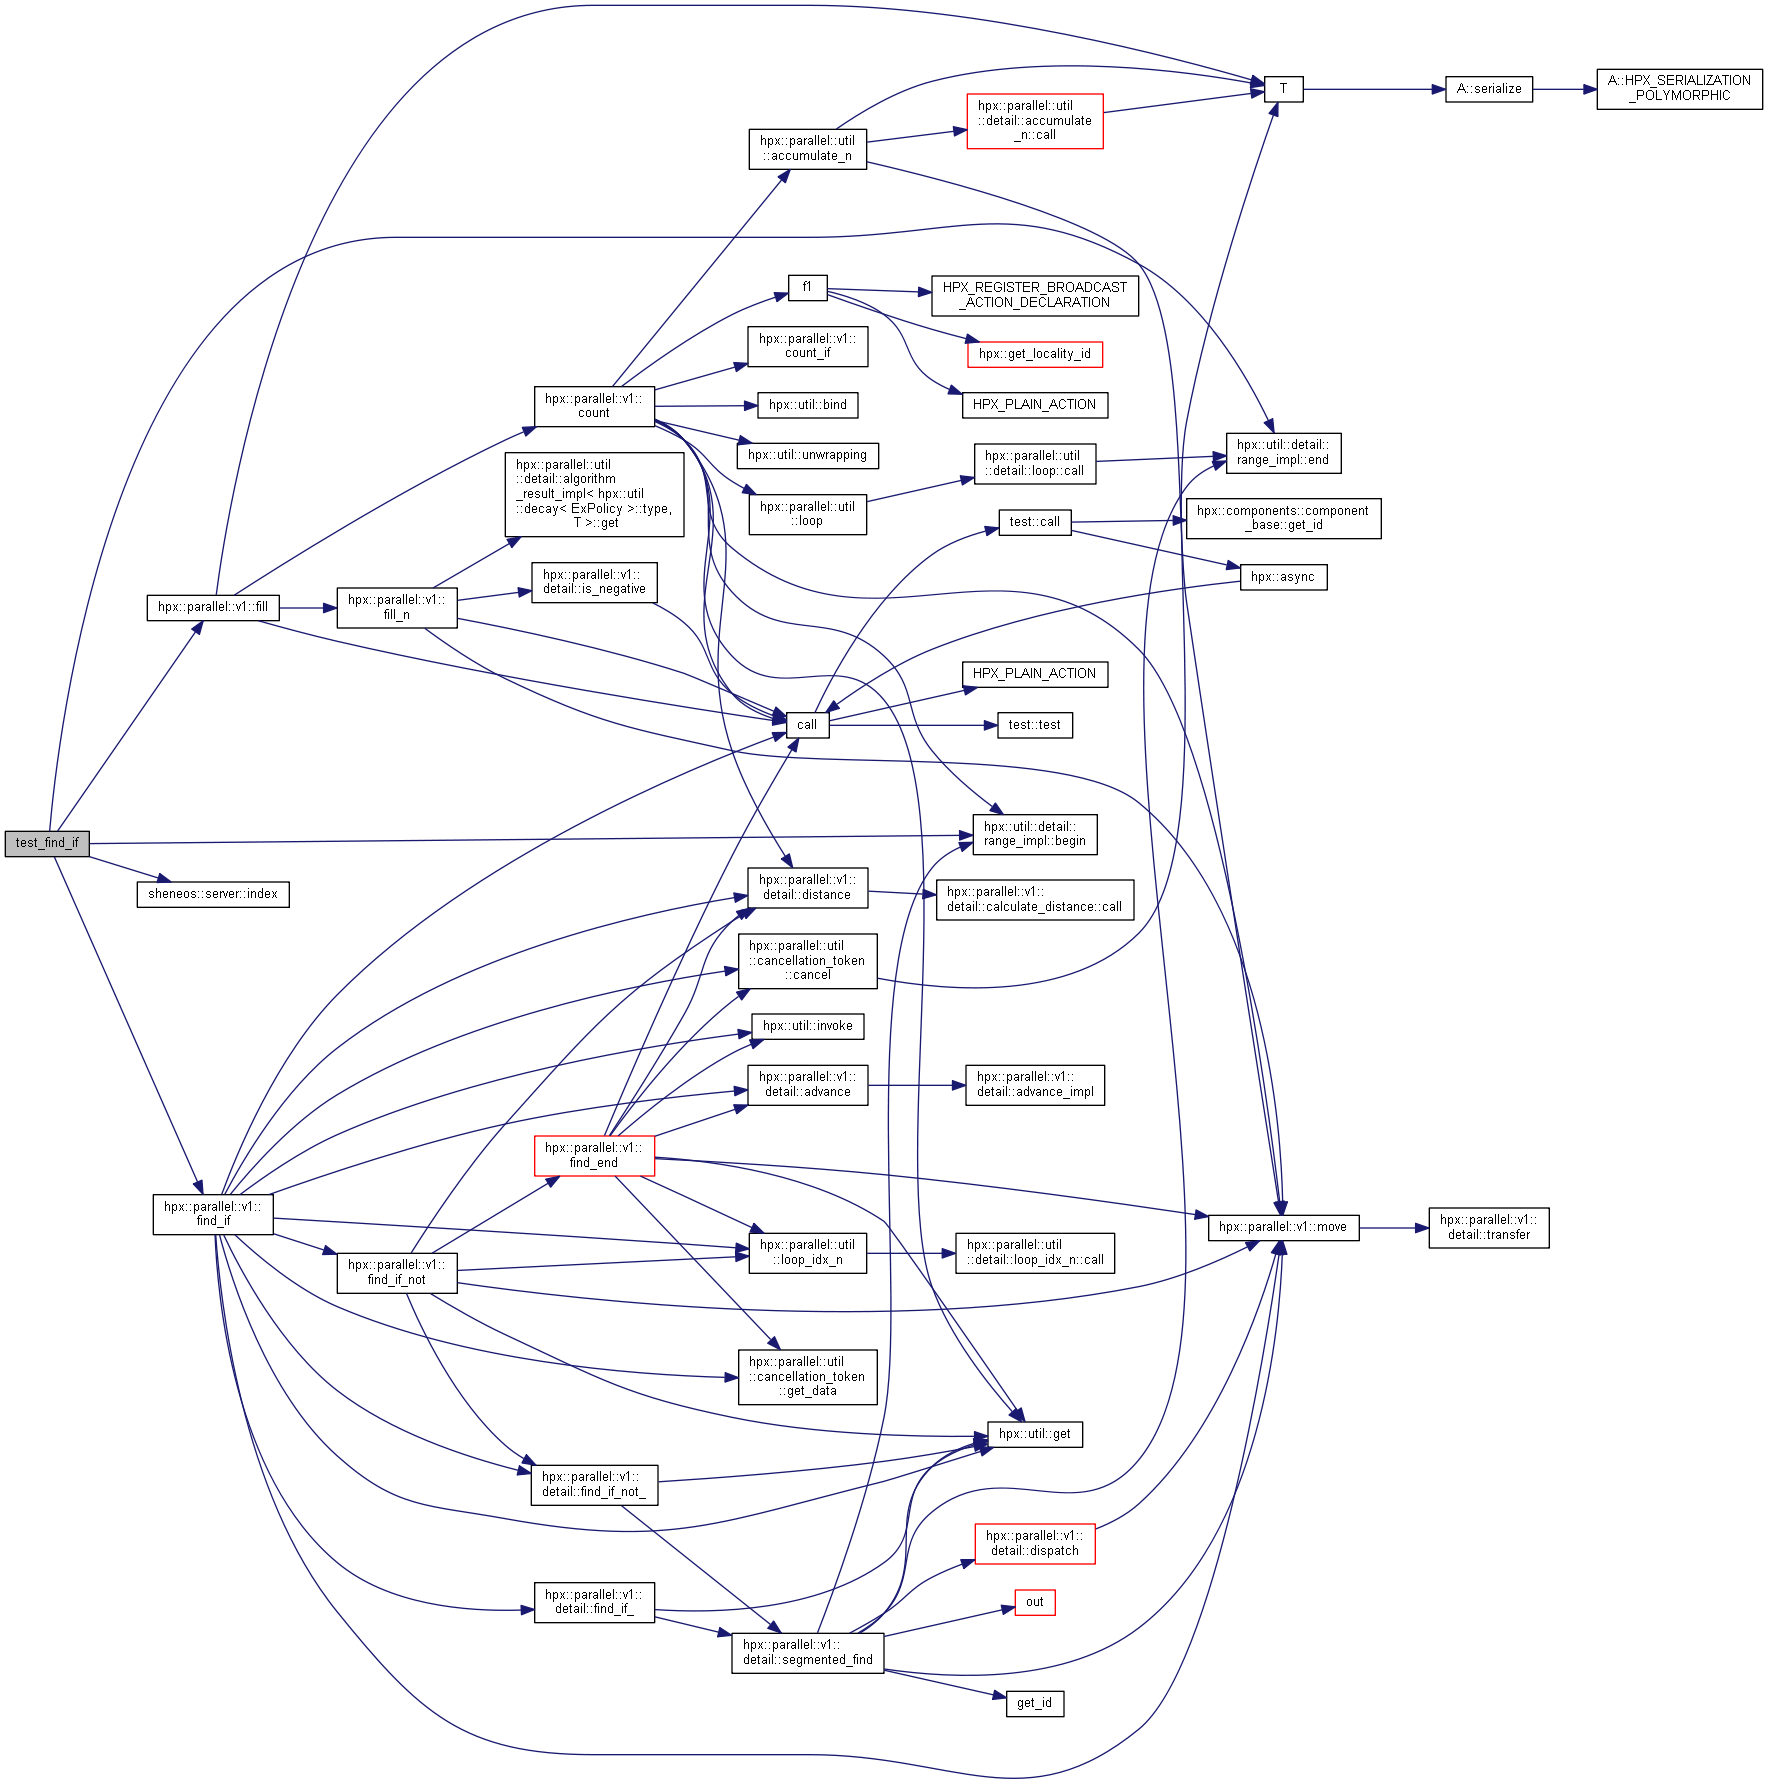 T
A::serialize
A::HPX_SERIALIZATION
_POLYMORPHIC
hpx::parallel::util
::detail::accumulate
_n::call
hpx::parallel::util
::accumulate_n
f1
HPX_REGISTER_BROADCAST
_ACTION_DECLARATION
hpx::parallel::v1::
count_if
hpx::get_locality_id
hpx::parallel::v1::
count
hpx::util::bind
HPX_PLAIN_ACTION
hpx::util::unwrapping
hpx::util::detail::
range_impl::end
hpx::parallel::util
::detail::algorithm
_result_impl< hpx::util
::decay< ExPolicy >::type,
T >::get
hpx::parallel::util
::detail::loop::call
hpx::parallel::util
::loop
test::call
hpx::components::component
_base::get_id
hpx::parallel::v1::
detail::is_negative
hpx::async
hpx::parallel::v1::fill
hpx::parallel::v1::
fill_n
HPX_PLAIN_ACTION
call
test::test
test_find_if
hpx::util::detail::
range_impl::begin
sheneos::server::index
hpx::parallel::v1::
detail::distance
hpx::parallel::v1::
detail::calculate_distance::call
hpx::parallel::util
::cancellation_token
::cancel
hpx::util::invoke
hpx::parallel::v1::
detail::advance
hpx::parallel::v1::
detail::advance_impl
hpx::parallel::v1::
find_end
hpx::parallel::v1::
find_if
hpx::parallel::v1::move
hpx::parallel::v1::
detail::transfer
hpx::parallel::util
::loop_idx_n
hpx::parallel::util
::detail::loop_idx_n::call
hpx::parallel::v1::
find_if_not
hpx::parallel::util
::cancellation_token
::get_data
hpx::util::get
hpx::parallel::v1::
detail::find_if_not_
hpx::parallel::v1::
detail::dispatch
hpx::parallel::v1::
detail::find_if_
out
hpx::parallel::v1::
detail::segmented_find
get_id